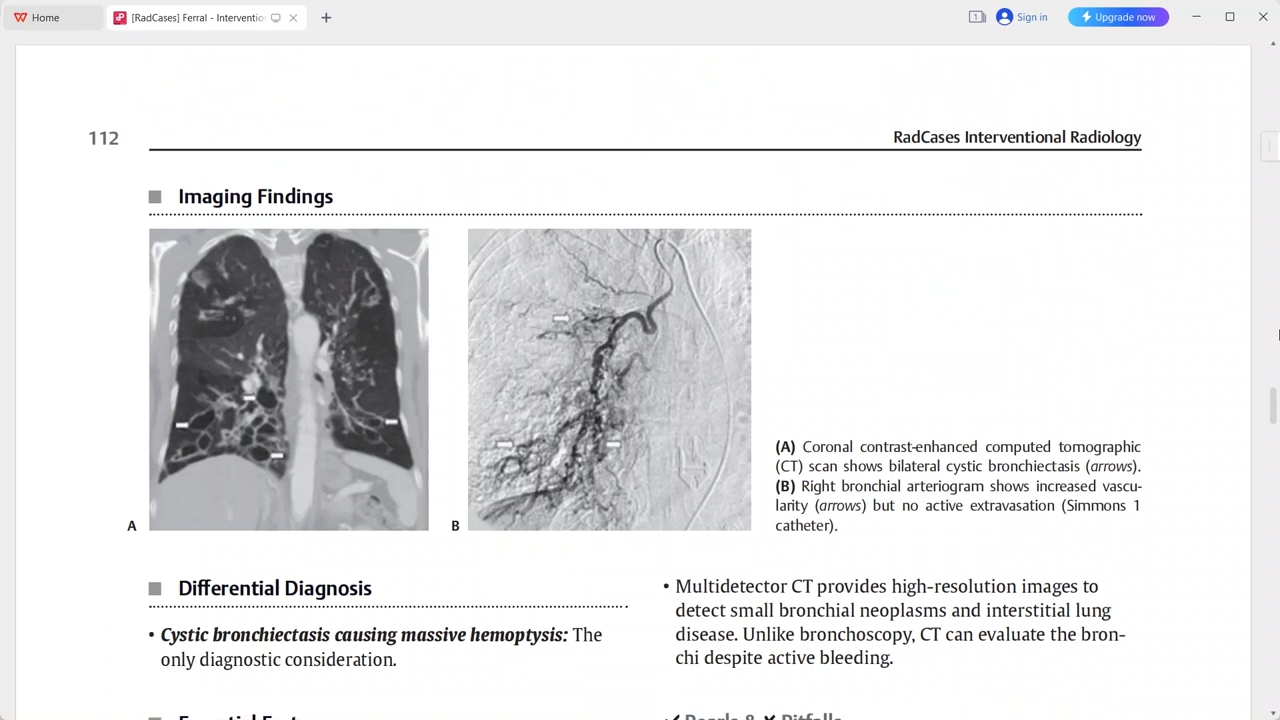 Home
[RadCases] Ferral - Interventio
1
Sign in
Upgrade now
112
RadCases Interventional Radiology
Imaging Findings
A
B
(A) Coronal contrast-enhanced computed tomographic
(CT) scan shows bilateral cystic bronchiectasis (arrows).
(B) Right bronchial arteriogram shows increased vascu-
larity (arrows) but no active extravasation (Simmons 1
catheter).
Differential Diagnosis
• Cystic bronchiectasis causing massive hemoptysis: The
only diagnostic consideration.
• Multidetector CT provides high-resolution images to
detect small bronchial neoplasms and interstitial lung
disease. Unlike bronchoscopy, CT can evaluate the bron-
chi despite active bleeding.
Pearls & ✘ Pitfalls